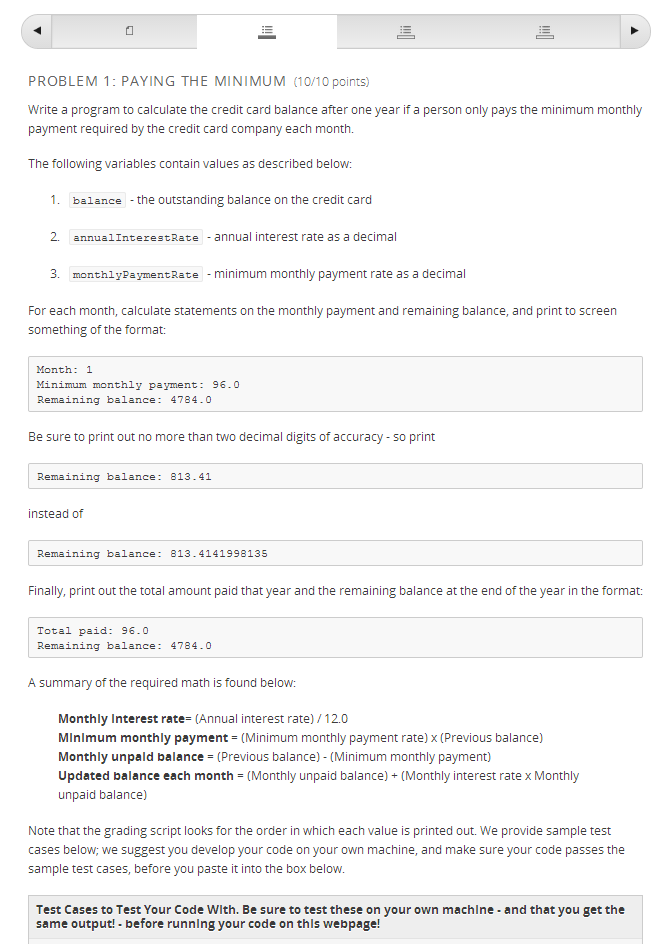 PROBLEM 1: PAYING THE MINIMUM (10/10 points)
Write a program to calculate the credit card balance after one year if a person only pays the minimum monthly
payment required by the credit card company each month.
The following variables contain values as described below:
1. balance - the outstanding balance on the credit card
2. annualInterestRate - annual interest rate as a decimal
3. monthlyPaymentRate - minimum monthly payment rate as a decimal
For each month, calculate statements on the monthly payment and remaining balance, and print to screen
something of the format:
Month: 1
Minimum monthly payment: 96.0
Remaining balance: 4784.0
Be sure to print out no more than two decimal digits of accuracy - so print
Remaining balance: 813.41
instead of
Remaining balance: 813.4141998135
Finally, print out the total amount paid that year and the remaining balance at the end of the year in the format:
Total paid: 96.0
Remaining balance: 4784.0
A summary of the required math is found below:
Monthly interest rate= (Annual interest rate) / 12.0
Minimum monthly payment = (Minimum monthly payment rate) x (Previous balance)
Monthly unpaid balance = (Previous balance) - (Minimum monthly payment)
Updated balance each month = (Monthly unpaid balance) + (Monthly interest rate x Monthly
unpaid balance)
Note that the grading script looks for the order in which each value is printed out. We provide sample test
cases below; we suggest you develop your code on your own machine, and make sure your code passes the
sample test cases, before you paste it into the box below.
Test Cases to Test Your Code With. Be sure to test these on your own machine - and that you get the
same output! - before running your code on this webpage!